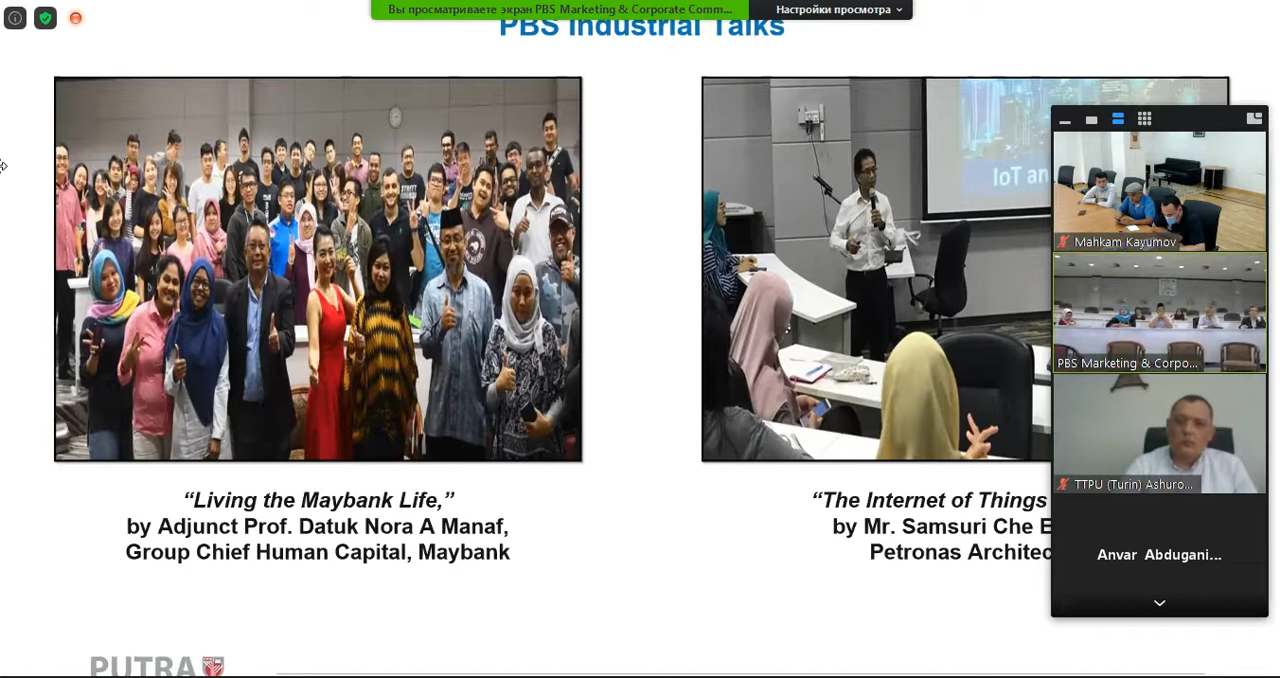 Вы просматриваете экран PBS Marketing & Corporate Comm...
Настройки просмотра
PBS Industrial Talks
IoT an
Mahkam Kayumov
PBS Marketing & Corpo...
TTPU (Turin) Ashuro...
Anvar Abdugani...
“Living the Maybank Life,”
by Adjunct Prof. Datuk Nora A Manaf,
Group Chief Human Capital, Maybank
“The Internet of Things
by Mr. Samsuri Che E
Petronas Architec
PUTRA